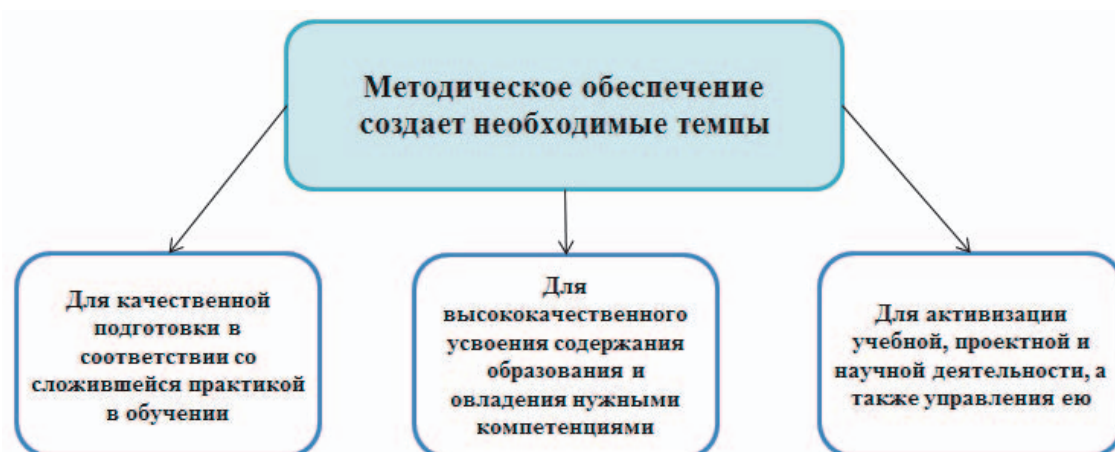 Методическое обеспечение
создает необходимые темпы
Для качественной
подготовки в
соответствии со
сложившейся практикой
в обучении
Для
высококачественного
усвоения содержания
образования и
овладения нужными
компетенциями
Для активизации
учебной, проектной и
научной деятельности, а
также управления ею